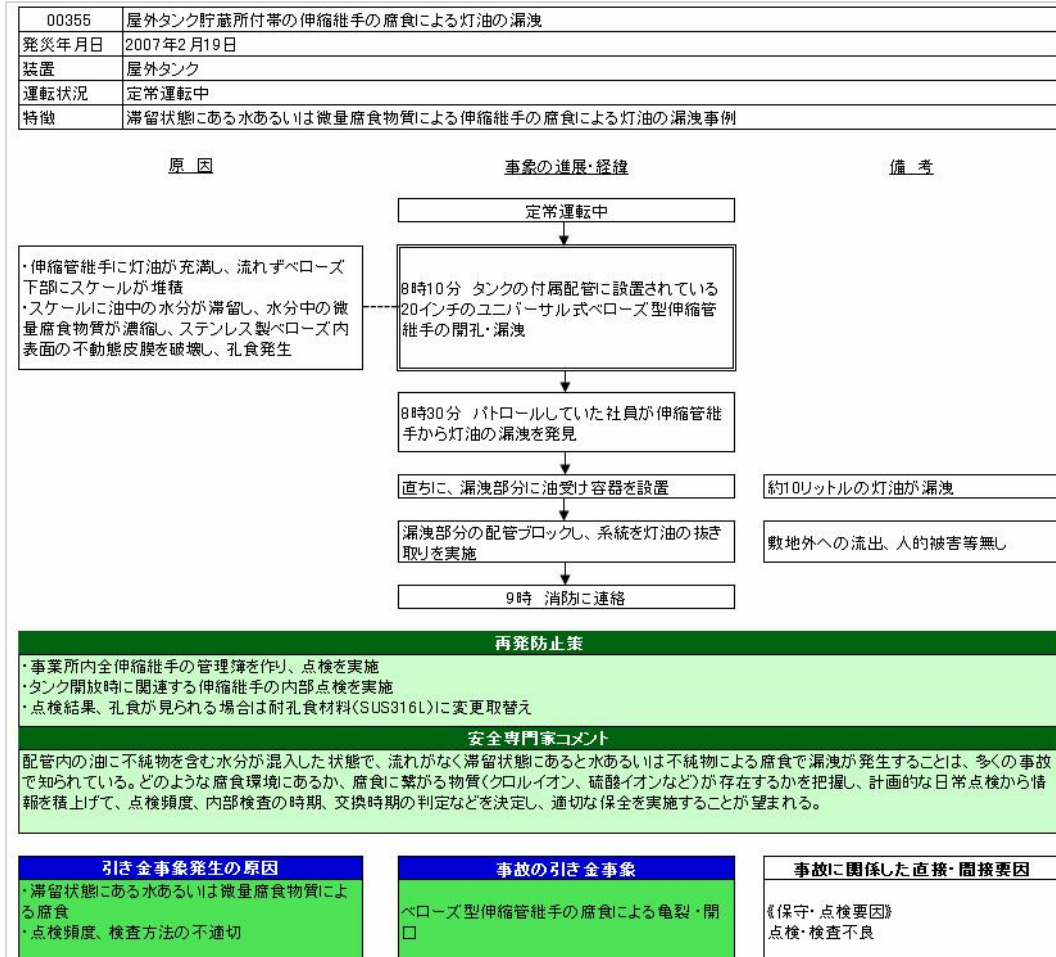 00355 屋外タンク貯蔵所付帯の伸縮継手の腐食による灯油の漏洩
発災年月日 2007年2月19日
装置 屋外タンク
運転状況 定常運転中
特徴 滞留状態にある水あるいは微量腐食物質による伸縮継手の腐食による灯油の漏洩事例
原 因
事象の進展・経緯
備 考
定常運転中
・伸縮管継手に灯油が充満し、流れずベローズ
下部にスケールが堆積
・スケールに油中の水分が滞留し、水分中の微
量腐食物質が濃縮し、ステンレス製ベローズ内
表面の不動態皮膜を破壊し、孔食発生
8時10分 タンクの付属配管に設置されている
20インチのユニバーサル式ベローズ型伸縮管
継手の開孔・漏洩
8時30分 パトロールしていた社員が伸縮管継
手から灯油の漏洩を発見
直ちに、漏洩部分に油受け容器を設置
約10リットルの灯油が漏洩
漏洩部分の配管ブロックし、系統を灯油の抜き
取りを実施
敷地外への流出、人的被害等無し
9時 消防に連絡
再発防止策
・事業所内全伸縮継手の管理簿を作り、点検を実施
・タンク開放時に関連する伸縮継手の内部点検を実施
・点検結果、孔食が見られる場合は耐孔食材料(SUS316L)に変更取替え
安全専門家コメント
配管内の油に不純物を含む水分が混入した状態で、流れがなく滞留状態にあると水あるいは不純物による腐食で漏洩が発生することは、多くの事故
で知られている。どのような腐食環境にあるか、腐食に繋がる物質(クロルイオン、硫酸イオンなど)が存在するかを把握し、計画的な日常点検から情
報を積上げて、点検頻度、内部検査の時期、交換時期の判定などを決定し、適切な保全を実施することが望まれる。
引き金事象発生の原因
・滞留状態にある水あるいは微量腐食物質によ
る腐食
・点検頻度、検査方法の不適切
事故の引き金事象
ベローズ型伸縮管継手の腐食による亀裂・開
口
事故に関係した直接・間接要因
《保守・点検要因》
点検・検査不良